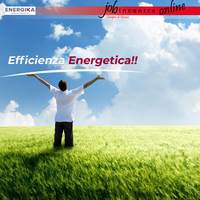 ENERGIKA
job incontra online
Efficienza Energetica!!